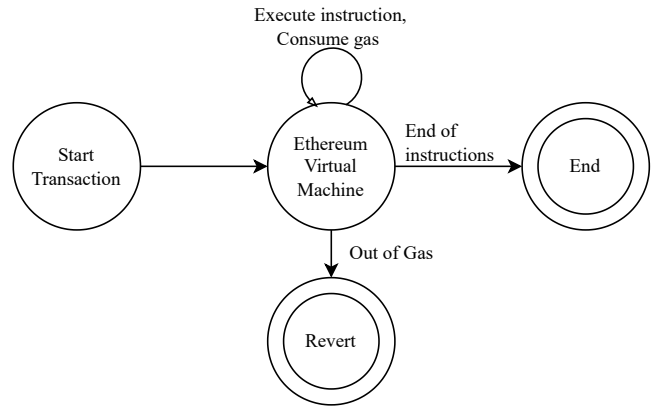 Execute instruction,
Consume gas
Start
Transaction
Ethereum
Virtual
Machine
End of
instructions
End
Out of Gas
Revert